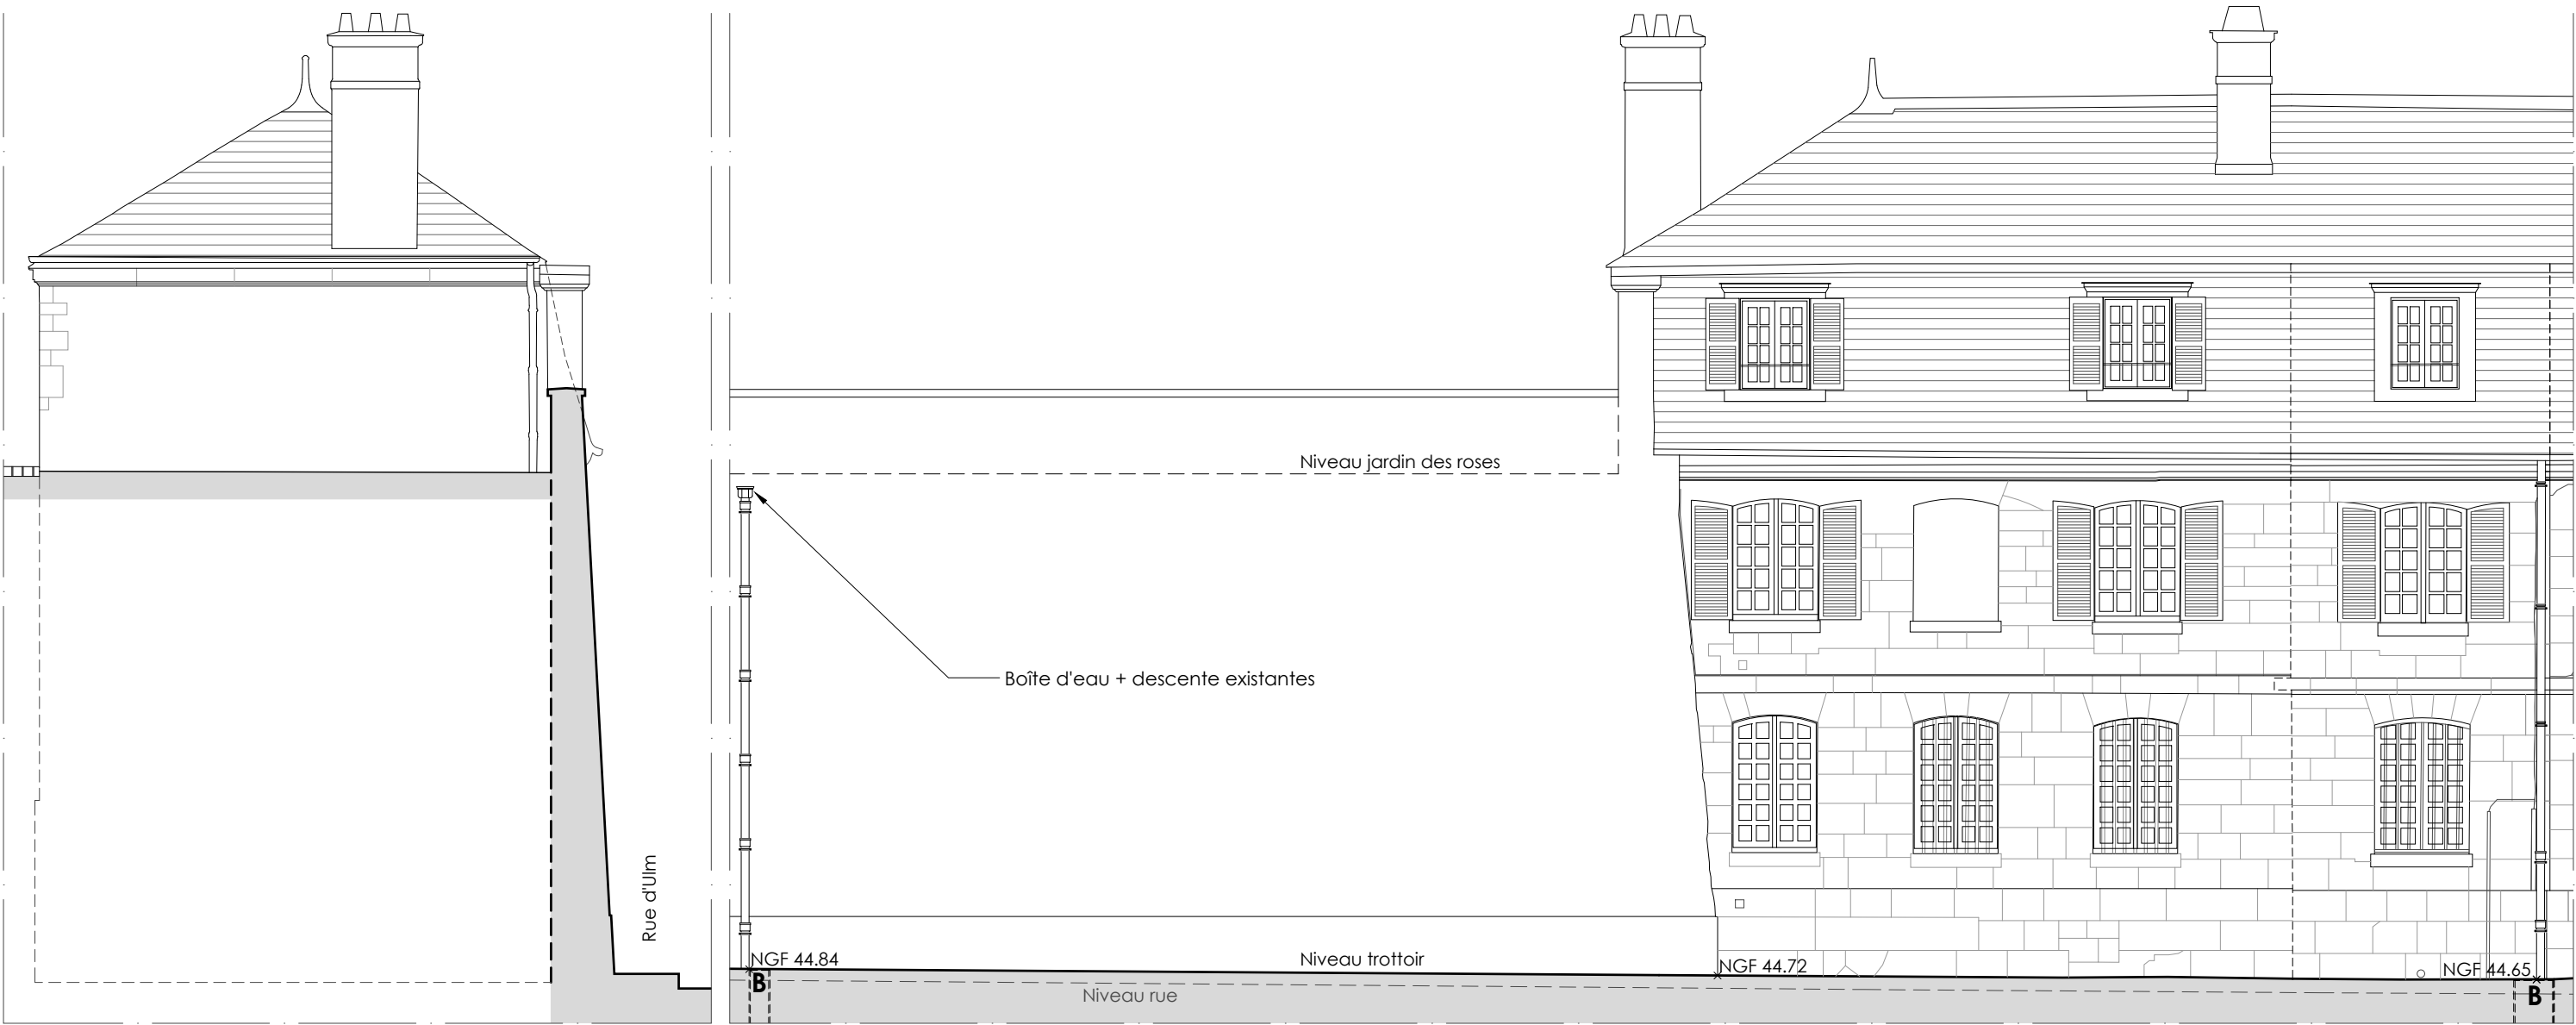 Niveau jardin des roses
Boîte d'eau + descente existantes
Rue d'Ulm
NGF 44.84
Niveau trottoir
NGF 44.72
NGF 44.65
B
Niveau rue
B